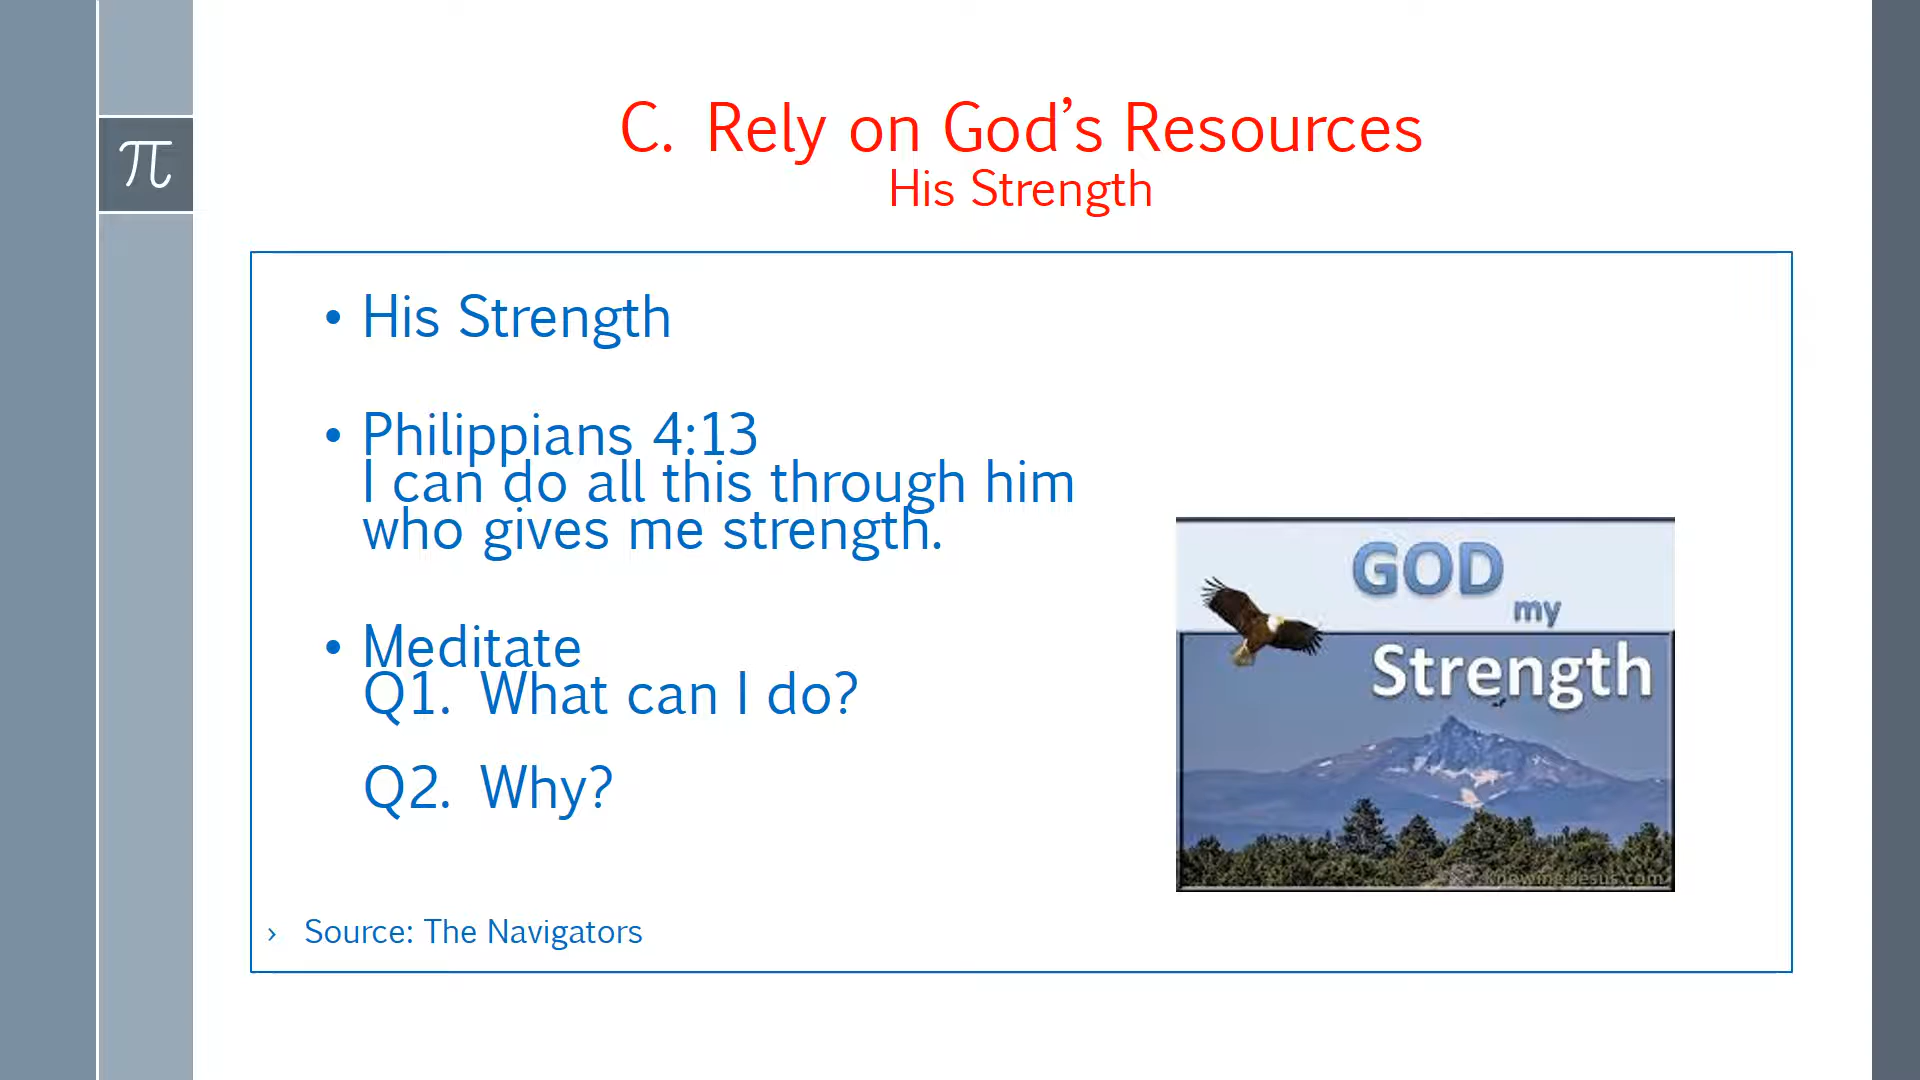 π
C. Rely on God's Resources
His Strength
• His Strength
• Philippians 4:13
I can do all this through him
who gives me strength.
• Meditate
Q1. What can I do?
Q2. Why?
› Source: The Navigators
GOD
my
Strength
knowing-jesus.com